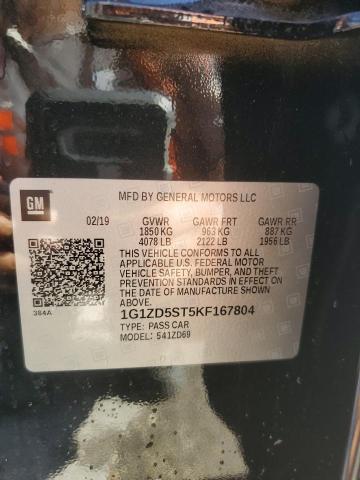 GM
MFD BY GENERAL MOTORS LLC
02/19 GVWR GAWR FRT GAWR RR
1850 KG 963 KG 887 KG
4078 LB 2122 LB 1956 LB
THIS VEHICLE CONFORMS TO ALL
APPLICABLE U.S. FEDERAL MOTOR
VEHICLE SAFETY, BUMPER, AND THEFT
PREVENTION STANDARDS IN EFFECT
ON THE DATE OF MANUFACTURE SHOWN
ABOVE.
384A
1G1ZD5ST5KF167804
TYPE: PASS CAR
MODEL: 541ZD69